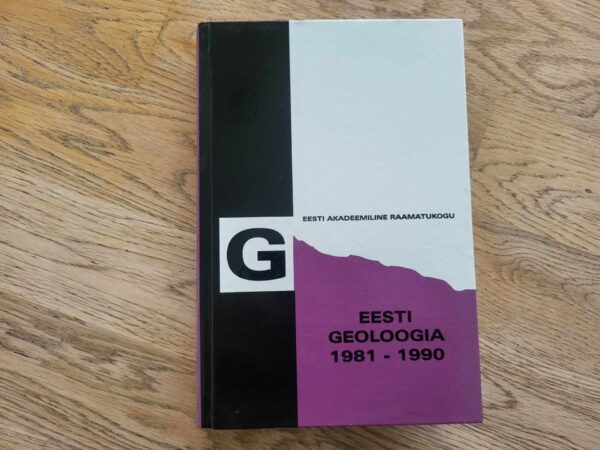 EESTI AKADEEMILINE RAAMATUKOGU
G
EESTI
GEOLOOGIA
1981 - 1990